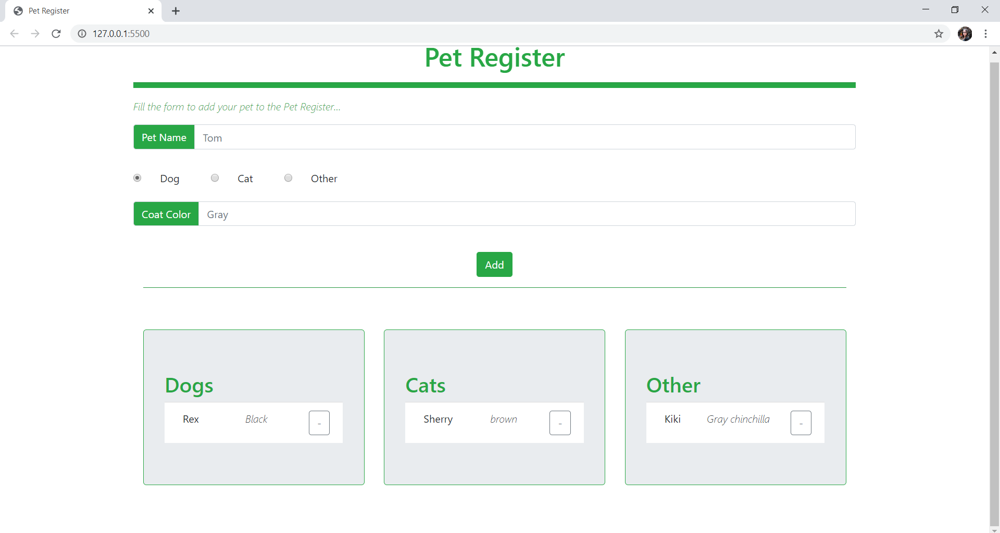 Pet Register
127.0.0.1:5500
Pet Register
Fill the form to add your pet to the Pet Register...
Pet Name Tom
Dog Cat Other
Coat Color Gray
Add
Dogs
Rex Black -
Cats
Sherry brown -
Other
Kiki Gray chinchilla -